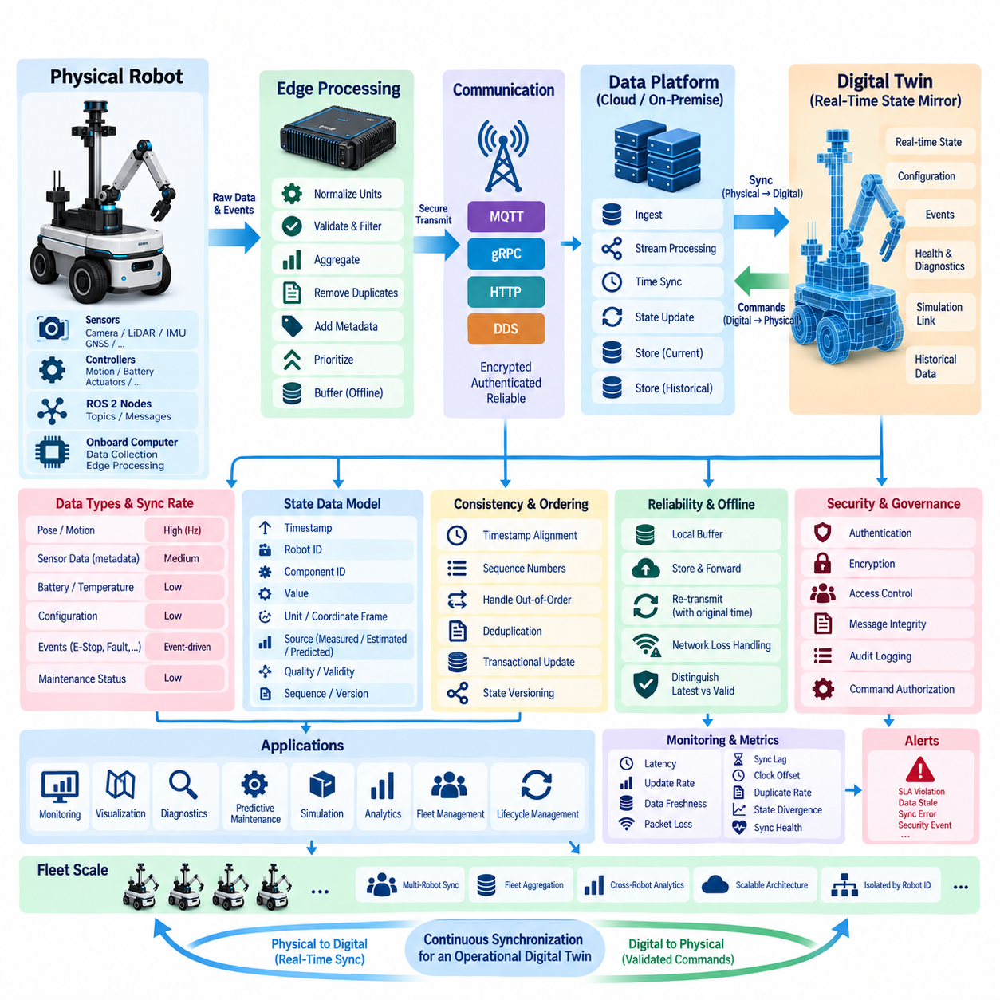 Physical Robot
Sensors
Camera / LiDAR / IMU
GNSS / ...
Controllers
Motion / Battery
Actuators / ...
ROS 2 Nodes
Topics / Messages
Onboard Computer
Data Collection
Edge Processing
Raw Data
& Events
Edge Processing
Normalize Units
Validate & Filter
Aggregate
Remove Duplicates
Add Metadata
Prioritize
Buffer (Offline)
Secure
Transmit
Communication
MQTT
gRPC
HTTP
DDS
Encrypted
Authenticated
Reliable
Data Platform
(Cloud / On-Premise)
Ingest
Stream Processing
Time Sync
State Update
Store (Current)
Store (Historical)
Sync
(Physical → Digital)
Commands
(Digital → Physical)
Digital Twin
(Real-Time State Mirror)
Real-time State
Configuration
Events
Health &
Diagnostics
Simulation
Link
Historical
Data
Data Types & Sync Rate
Pose / Motion High (Hz)
Sensor Data (metadata) Medium
Battery / Temperature Low
Configuration Low
Events (E-Stop, Fault,...) Event-driven
Maintenance Status Low
State Data Model
Timestamp
Robot ID
Component ID
Value
Unit / Coordinate Frame
Source (Measured / Estimated
/ Predicted)
Quality / Validity
Sequence / Version
Consistency & Ordering
Timestamp Alignment
Sequence Numbers
Handle Out-of-Order
Deduplication
Transactional Update
State Versioning
Reliability & Offline
Local Buffer
Store & Forward
Re-transmit
(with original time)
Network Loss Handling
Distinguish
Latest vs Valid
Security & Governance
Authentication
Encryption
Access Control
Message Integrity
Audit Logging
Command Authorization
Applications
Monitoring
Visualization
Diagnostics
Predictive
Maintenance
Simulation
Analytics
Fleet Management
Lifecycle Management
Monitoring & Metrics
Latency
Update Rate
Data Freshness
Packet Loss
Sync Lag
Clock Offset
Duplicate Rate
State Divergence
Sync Health
Alerts
SLA Violation
Data Stale
Sync Error
Security Event
...
Fleet Scale
...
Multi-Robot Sync
Fleet Aggregation
Cross-Robot Analytics
Scalable Architecture
Isolated by Robot ID
...
Physical to Digital
(Real-Time Sync)
Continuous Synchronization
for an Operational Digital Twin
Digital to Physical
(Validated Commands)